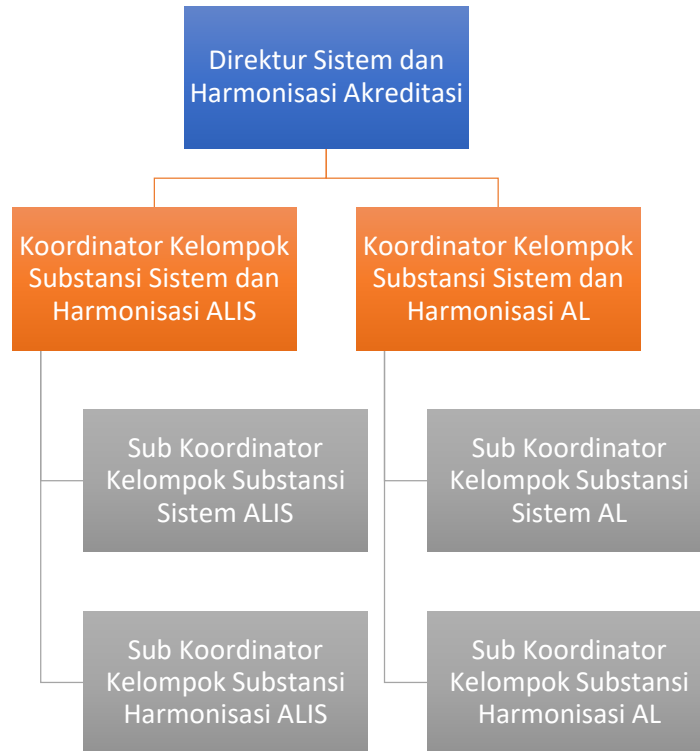 Direktur Sistem dan
Harmonisasi Akreditasi
Koordinator Kelompok
Substansi Sistem dan
Harmonisasi ALIS
Koordinator Kelompok
Substansi Sistem dan
Harmonisasi AL
Sub Koordinator
Kelompok Substansi
Sistem ALIS
Sub Koordinator
Kelompok Substansi
Sistem AL
Sub Koordinator
Kelompok Substansi
Harmonisasi ALIS
Sub Koordinator
Kelompok Substansi
Harmonisasi AL